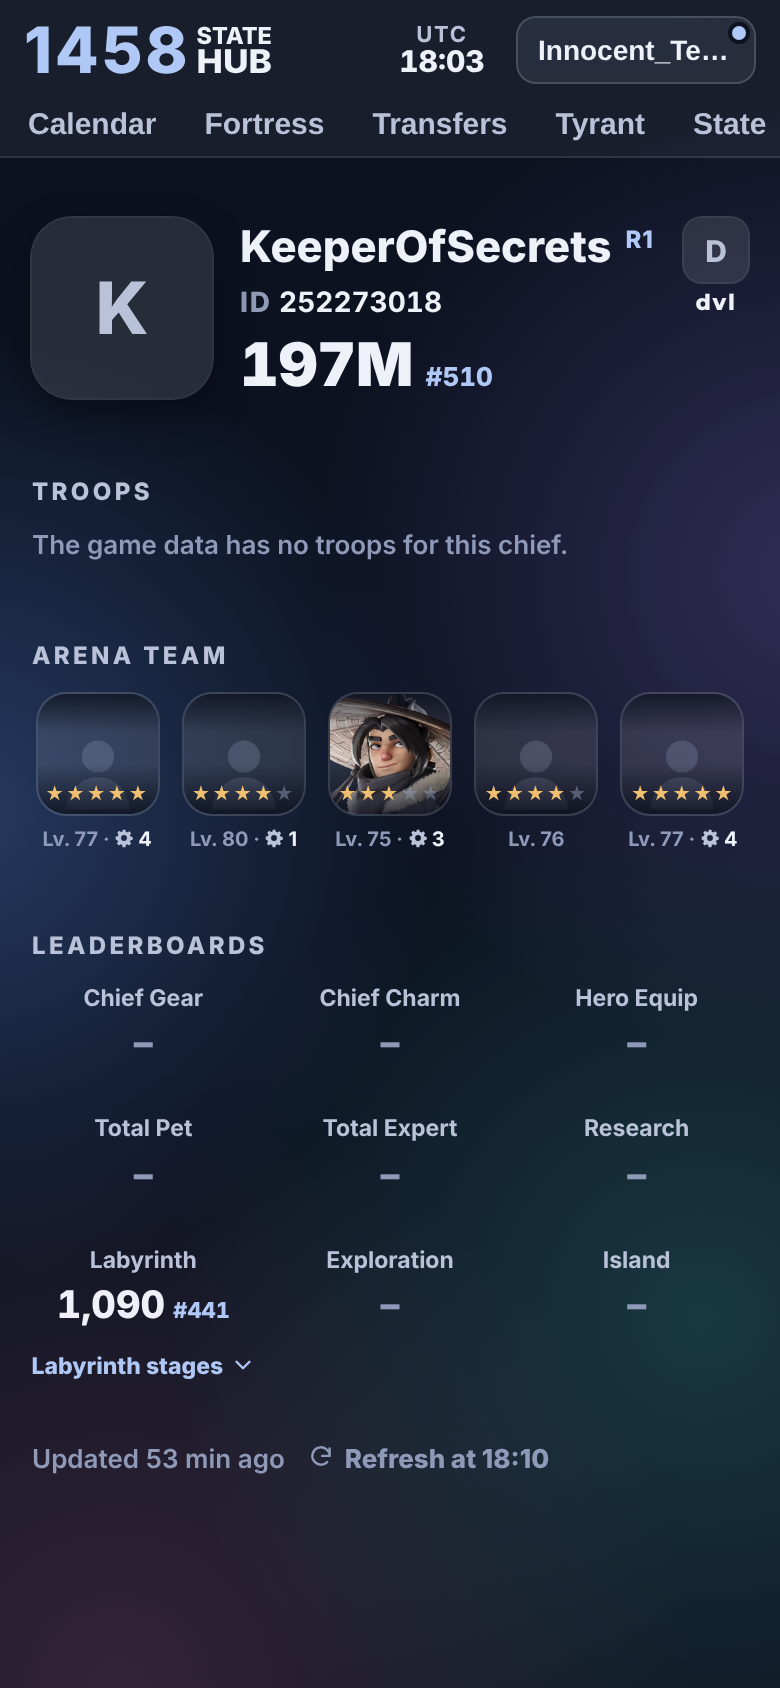 1458 STATE HUB
UTC
18:03
Innocent_Te...
Calendar Fortress Transfers Tyrant State
K
KeeperOfSecrets R1
D
dvl
ID 252273018
197M #510
TROOPS
The game data has no troops for this chief.
ARENA TEAM
Lv. 77 · 4
Lv. 80 · 1
Lv. 75 · 3
Lv. 76
Lv. 77 · 4
LEADERBOARDS
Chief Gear Chief Charm Hero Equip
– – –
Total Pet Total Expert Research
– – –
Labyrinth Exploration Island
1,090 #441 – –
Labyrinth stages
Updated 53 min ago Refresh at 18:10